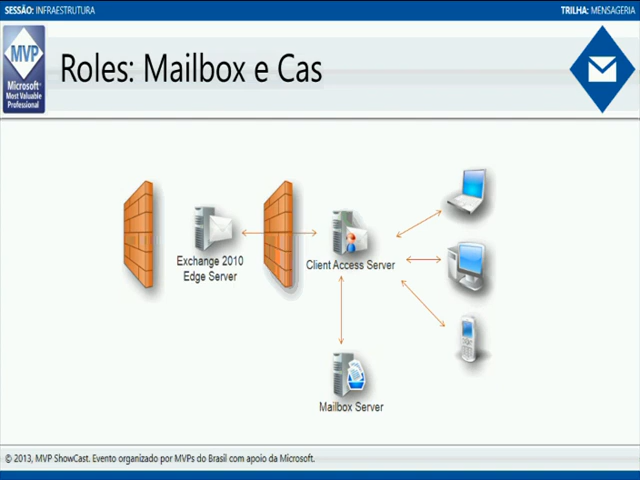 SESSÃO: INFRAESTRUTURA
TRILHA: MENSAGERIA
MVP
Microsoft®
Most Valuable
Professional
Roles: Mailbox e Cas
Exchange 2010
Edge Server
Client Access Server
Mailbox Server
© 2013, MVP ShowCast. Evento organizado por MVPs do Brasil com apoio da Microsoft.